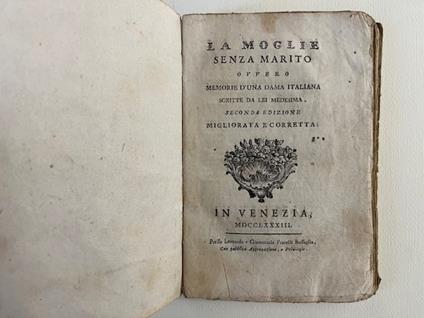 LA MOGLIE
SENZA MARITO
OVVERO
MEMORIE D'UNA DAMA ITALIANA
SCRITTE DA LEI MEDESIMA.
SECONDA EDIZIONE
MIGLIORATA E CORRETTA.
IN VENEZIA,
MDCCLXXXIII.
Presso Leonardo e Giammaria Fratelli Bassaglia,
Con pubblica Approvazione, e Privilegio.